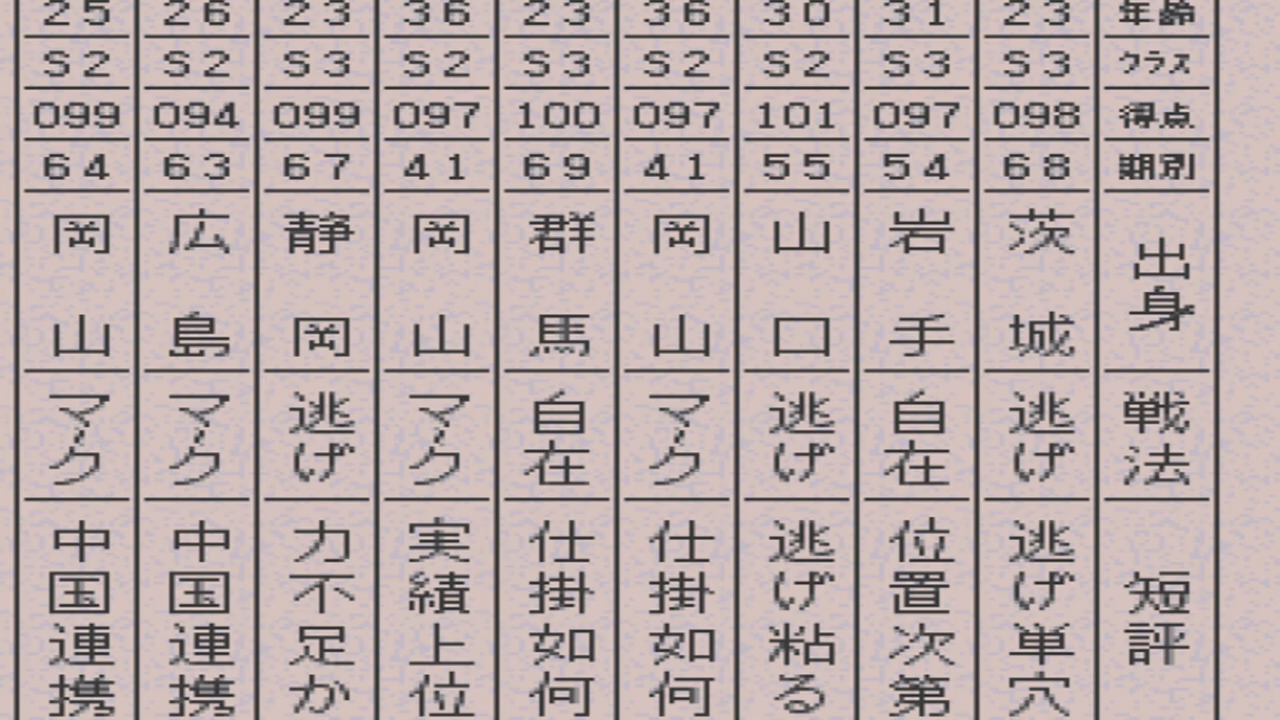 年齢 23 31 30 36 23 36 23 26 25
クラス S3 S3 S2 S2 S3 S2 S3 S2 S2
得点 098 097 101 097 100 097 099 094 099
期別 68 54 55 41 69 41 67 63 64
出身 茨城 岩手 山口 岡山 群馬 岡山 静岡 広島 岡山
戦法 逃げ 自在 逃げ マーク 自在 マーク 逃げ マーク マーク
短評 逃げ単穴 位置次第 逃げ粘る 仕掛如何 仕掛如何 実績上位 力不足か 中国連携 中国連携